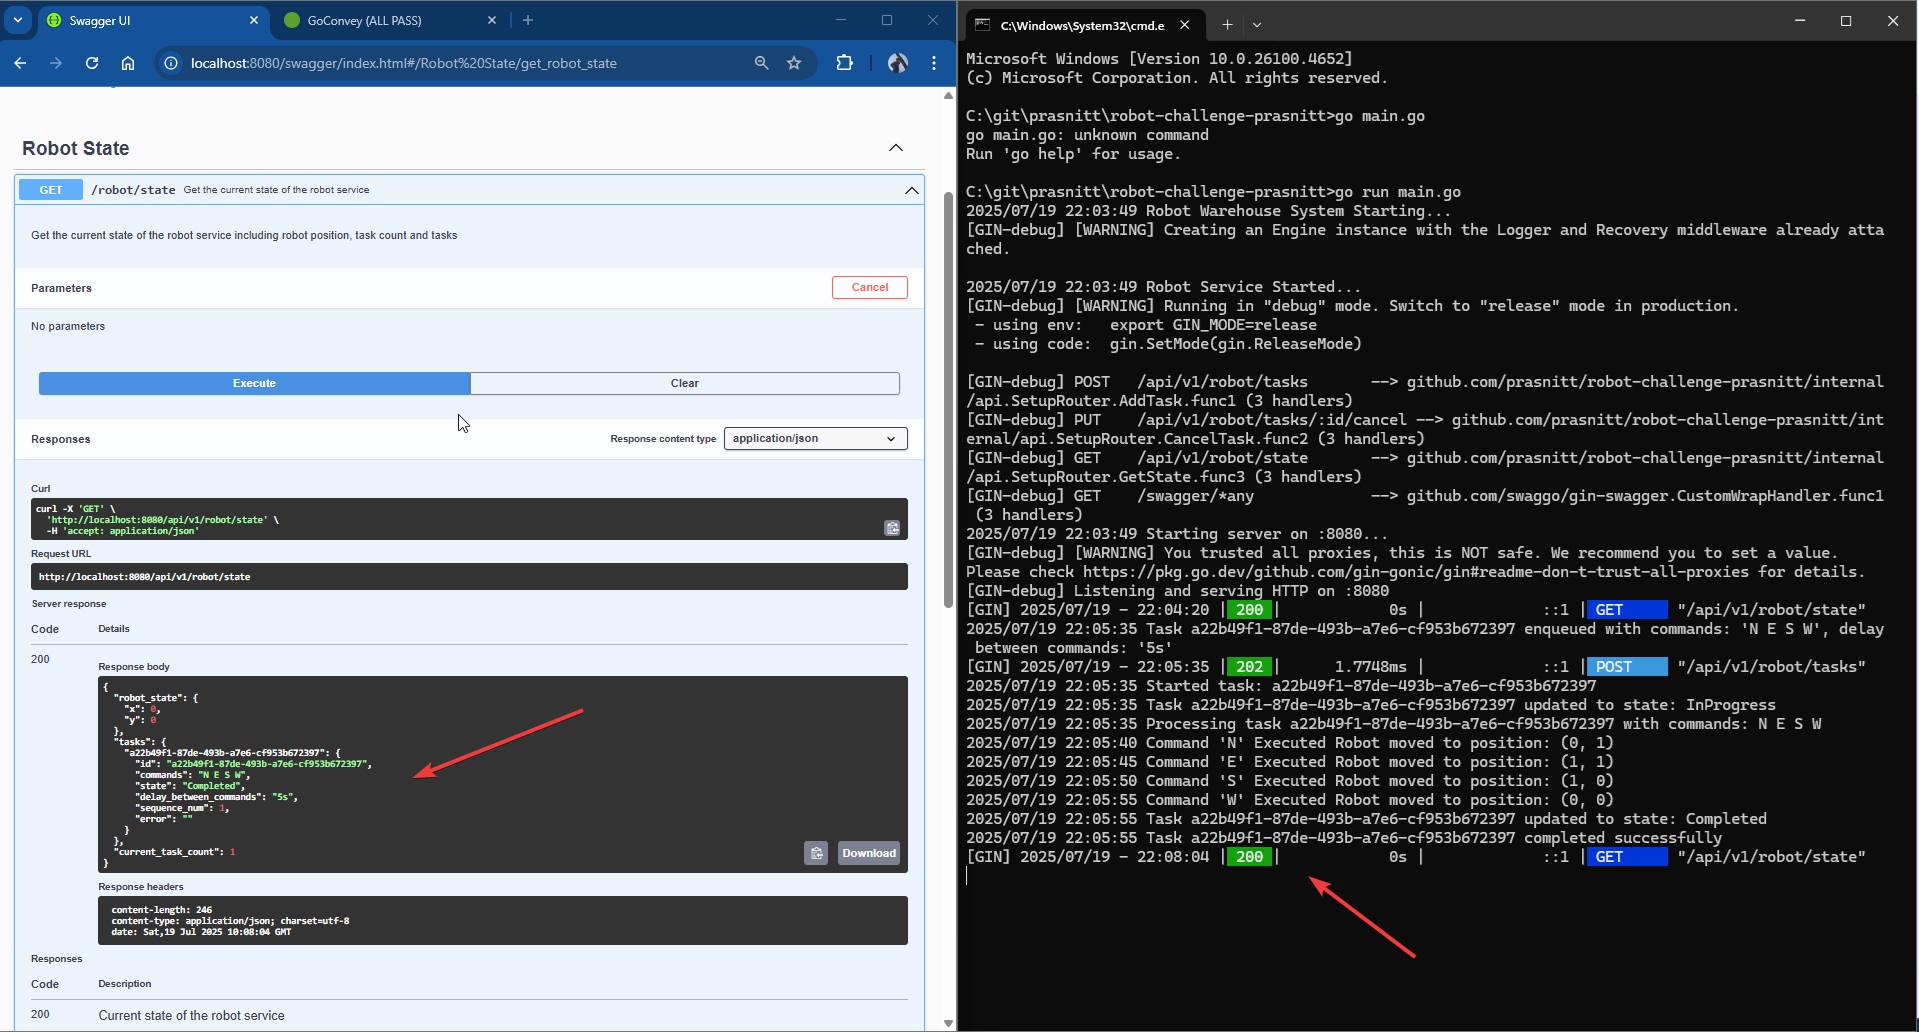 Swagger UI
GoConvey (ALL PASS)
localhost:8080/swagger/index.html#/Robot%20State/get_robot_state
Robot State
GET /robot/state Get the current state of the robot service
Get the current state of the robot service including robot position, task count and tasks
Parameters
Cancel
No parameters
Execute
Clear
Responses
Response content type
application/json
Curl
curl -X 'GET' \
'http://localhost:8080/api/v1/robot/state' \
-H 'accept: application/json'
Request URL
http://localhost:8080/api/v1/robot/state
Server response
Code Details
200
Response body
{
"robot_state": {
"x": 0,
"y": 0
},
"tasks": {
"a22b49f1-87de-493b-a7e6-cf953b672397": {
"id": "a22b49f1-87de-493b-a7e6-cf953b672397",
"commands": "N E S W",
"state": "Completed",
"delay_between_commands": "5s",
"sequence_num": 1,
"error": ""
}
},
"current_task_count": 1
}
Download
Response headers
content-length: 246
content-type: application/json; charset=utf-8
date: Sat,19 Jul 2025 10:08:04 GMT
Responses
Code Description
200 Current state of the robot service
C:\Windows\System32\cmd.e
Microsoft Windows [Version 10.0.26100.4652]
(c) Microsoft Corporation. All rights reserved.
C:\git\prasnitt\robot-challenge-prasnitt>go main.go
go main.go: unknown command
Run 'go help' for usage.
C:\git\prasnitt\robot-challenge-prasnitt>go run main.go
2025/07/19 22:03:49 Robot Warehouse System Starting...
[GIN-debug] [WARNING] Creating an Engine instance with the Logger and Recovery middleware already atta
ched.
2025/07/19 22:03:49 Robot Service Started...
[GIN-debug] [WARNING] Running in "debug" mode. Switch to "release" mode in production.
- using env: export GIN_MODE=release
- using code: gin.SetMode(gin.ReleaseMode)
[GIN-debug] POST /api/v1/robot/tasks --> github.com/prasnitt/robot-challenge-prasnitt/internal
/api.SetupRouter.AddTask.func1 (3 handlers)
[GIN-debug] PUT /api/v1/robot/tasks/:id/cancel --> github.com/prasnitt/robot-challenge-prasnitt/int
ernal/api.SetupRouter.CancelTask.func2 (3 handlers)
[GIN-debug] GET /api/v1/robot/state --> github.com/prasnitt/robot-challenge-prasnitt/internal
/api.SetupRouter.GetState.func3 (3 handlers)
[GIN-debug] GET /swagger/*any --> github.com/swaggo/gin-swagger.CustomWrapHandler.func1
(3 handlers)
2025/07/19 22:03:49 Starting server on :8080...
[GIN-debug] [WARNING] You trusted all proxies, this is NOT safe. We recommend you to set a value.
Please check https://pkg.go.dev/github.com/gin-gonic/gin#readme-don-t-trust-all-proxies for details.
[GIN-debug] Listening and serving HTTP on :8080
[GIN] 2025/07/19 - 22:04:20 | 200 | 0s | ::1 | GET "/api/v1/robot/state"
2025/07/19 22:05:35 Task a22b49f1-87de-493b-a7e6-cf953b672397 enqueued with commands: 'N E S W', delay
between commands: '5s'
[GIN] 2025/07/19 - 22:05:35 | 202 | 1.7748ms | ::1 | POST "/api/v1/robot/tasks"
2025/07/19 22:05:35 Started task: a22b49f1-87de-493b-a7e6-cf953b672397
2025/07/19 22:05:35 Task a22b49f1-87de-493b-a7e6-cf953b672397 updated to state: InProgress
2025/07/19 22:05:35 Processing task a22b49f1-87de-493b-a7e6-cf953b672397 with commands: N E S W
2025/07/19 22:05:40 Command 'N' Executed Robot moved to position: (0, 1)
2025/07/19 22:05:45 Command 'E' Executed Robot moved to position: (1, 1)
2025/07/19 22:05:50 Command 'S' Executed Robot moved to position: (1, 0)
2025/07/19 22:05:55 Command 'W' Executed Robot moved to position: (0, 0)
2025/07/19 22:05:55 Task a22b49f1-87de-493b-a7e6-cf953b672397 updated to state: Completed
2025/07/19 22:05:55 Task a22b49f1-87de-493b-a7e6-cf953b672397 completed successfully
[GIN] 2025/07/19 - 22:08:04 | 200 | 0s | ::1 | GET "/api/v1/robot/state"